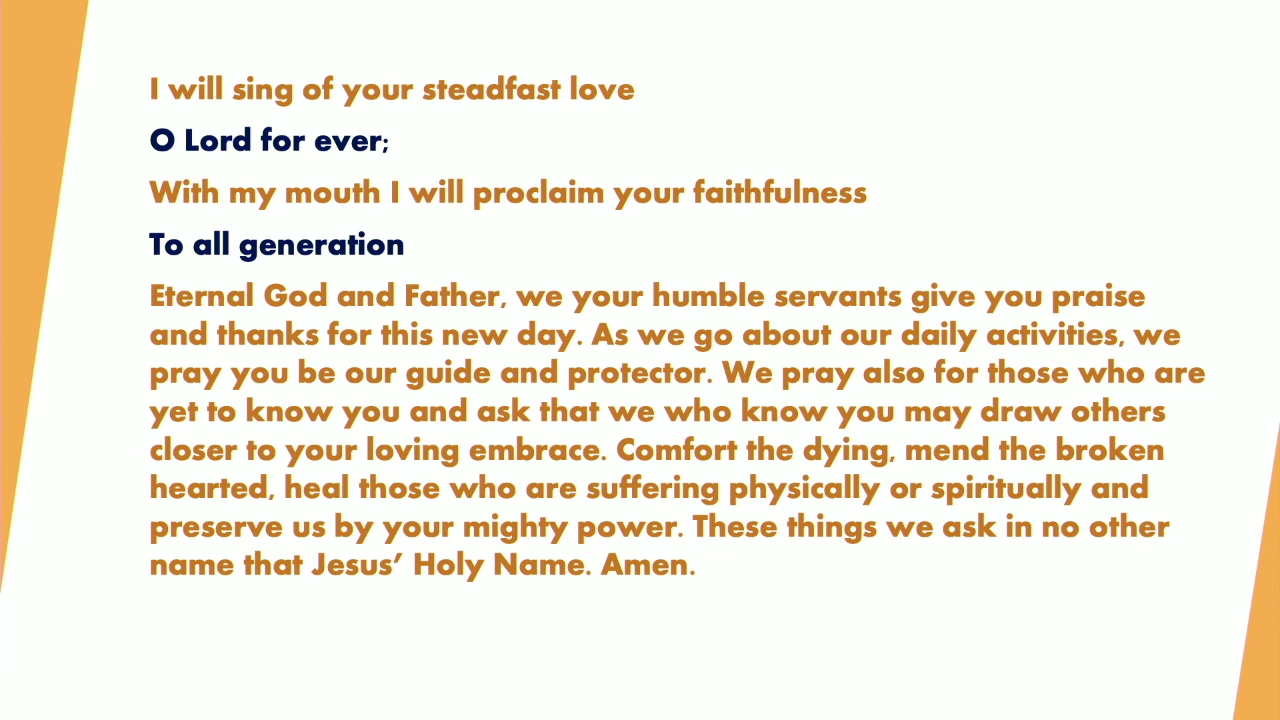 I will sing of your steadfast love
O Lord for ever;
With my mouth I will proclaim your faithfulness
To all generation
Eternal God and Father, we your humble servants give you praise
and thanks for this new day. As we go about our daily activities, we
pray you be our guide and protector. We pray also for those who are
yet to know you and ask that we who know you may draw others
closer to your loving embrace. Comfort the dying, mend the broken
hearted, heal those who are suffering physically or spiritually and
preserve us by your mighty power. These things we ask in no other
name that Jesus’ Holy Name. Amen.